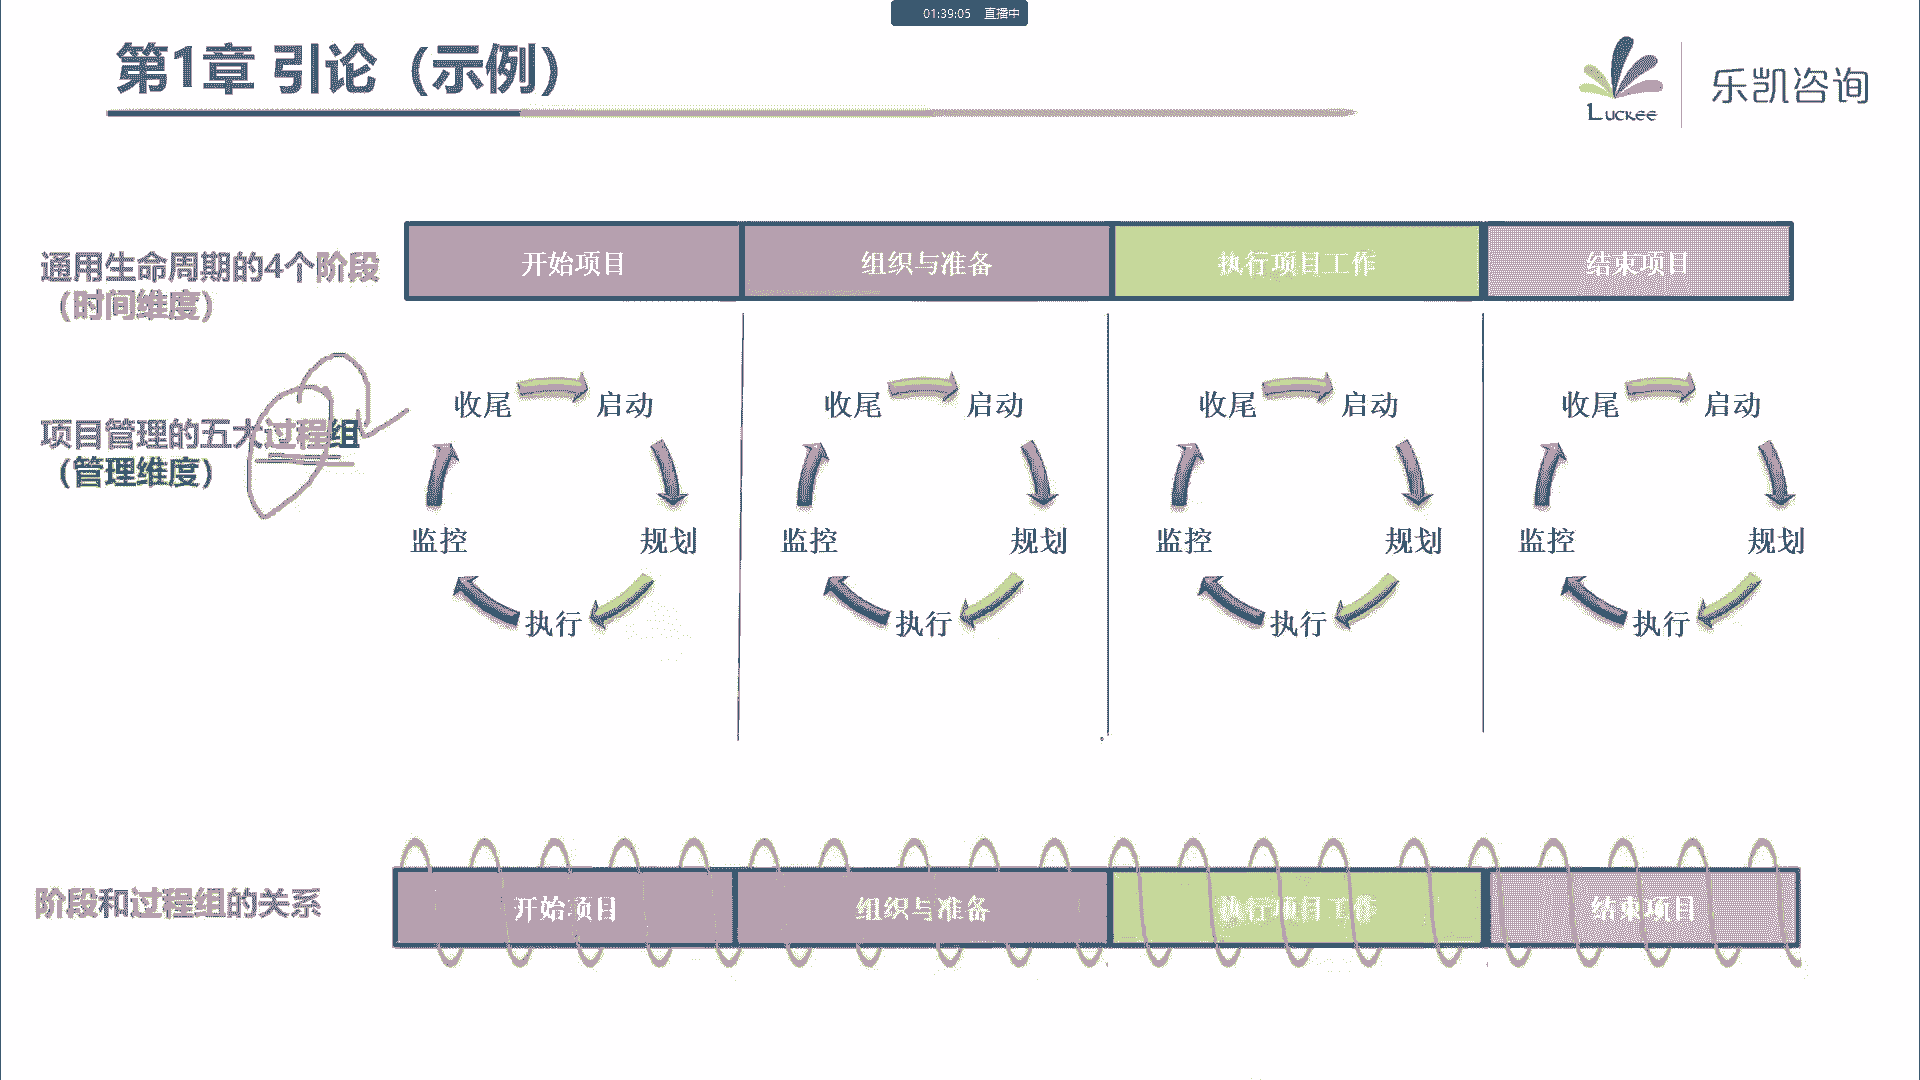 01:39:05 直播中
第1章 引论（示例）
Luckee 乐凯咨询
通用生命周期的4个阶段
（时间维度）
开始项目 组织与准备 执行项目工作 结束项目
项目管理的五大过程组
（管理维度）
收尾 启动 收尾 启动 收尾 启动 收尾 启动
监控 规划 监控 规划 监控 规划 监控 规划
执行 执行 执行 执行
阶段和过程组的关系
开始项目 组织与准备 执行项目工作 结束项目